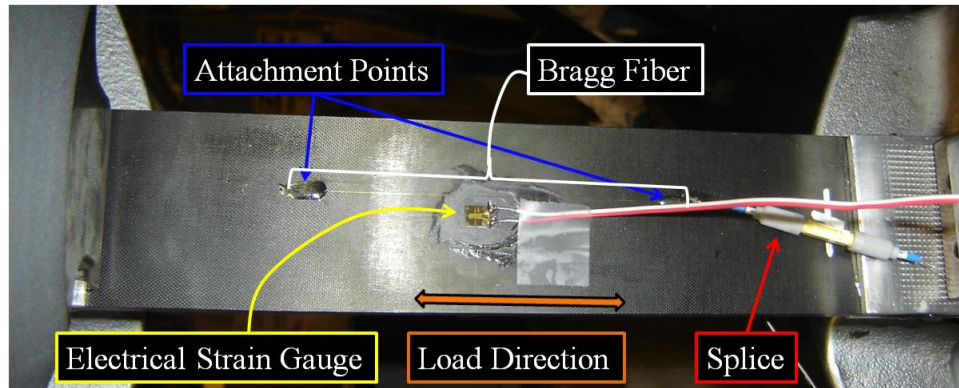 Attachment Points
Bragg Fiber
Electrical Strain Gauge
Load Direction
Splice